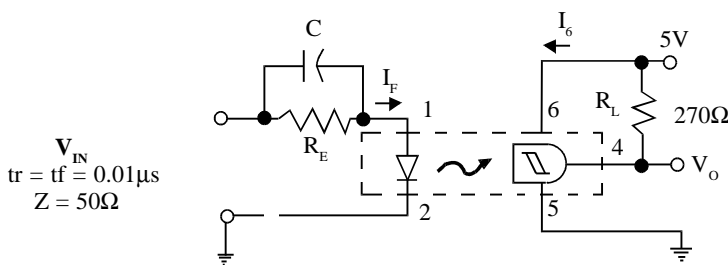 C
I6
5V
IF
1
6
RL
270Ω
RE
4
VIN
tr = tf = 0.01μs
Z = 50Ω
VO
2
5